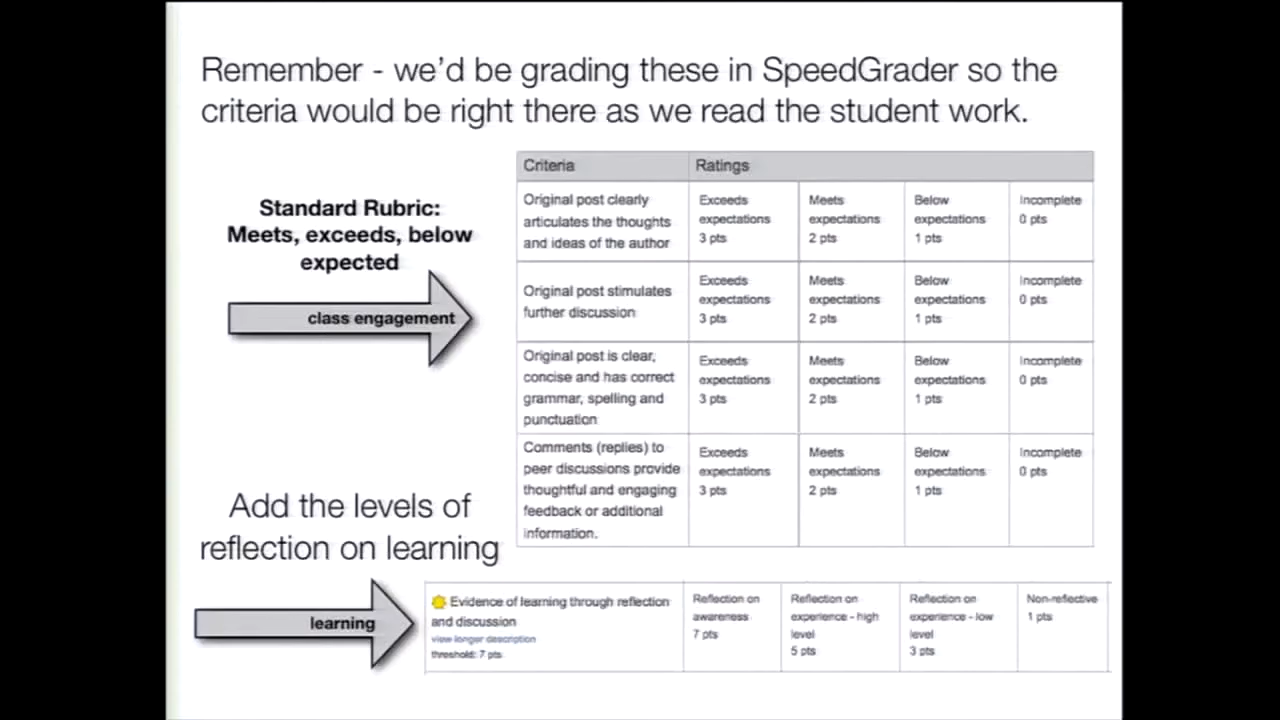 Remember - we'd be grading these in SpeedGrader so the
criteria would be right there as we read the student work.
Standard Rubric:
Meets, exceeds, below
expected
class engagement
Criteria Ratings
Original post clearly
articulates the thoughts
and ideas of the author
Exceeds
expectations
3 pts
Meets
expectations
2 pts
Below
expectations
1 pts
Incomplete
0 pts
Original post stimulates
further discussion
Exceeds
expectations
3 pts
Meets
expectations
2 pts
Below
expectations
1 pts
Incomplete
0 pts
Original post is clear,
concise and has correct
grammar, spelling and
punctuation
Exceeds
expectations
3 pts
Meets
expectations
2 pts
Below
expectations
1 pts
Incomplete
0 pts
Comments (replies) to
peer discussions provide
thoughtful and engaging
feedback or additional
information.
Exceeds
expectations
3 pts
Meets
expectations
2 pts
Below
expectations
1 pts
Incomplete
0 pts
Add the levels of
reflection on learning
learning
Evidence of learning through reflection
and discussion
view longer description
threshold: 7 pts
Reflection on
awareness
7 pts
Reflection on
experience - high
level
5 pts
Reflection on
experience - low
level
3 pts
Non-reflective
1 pts